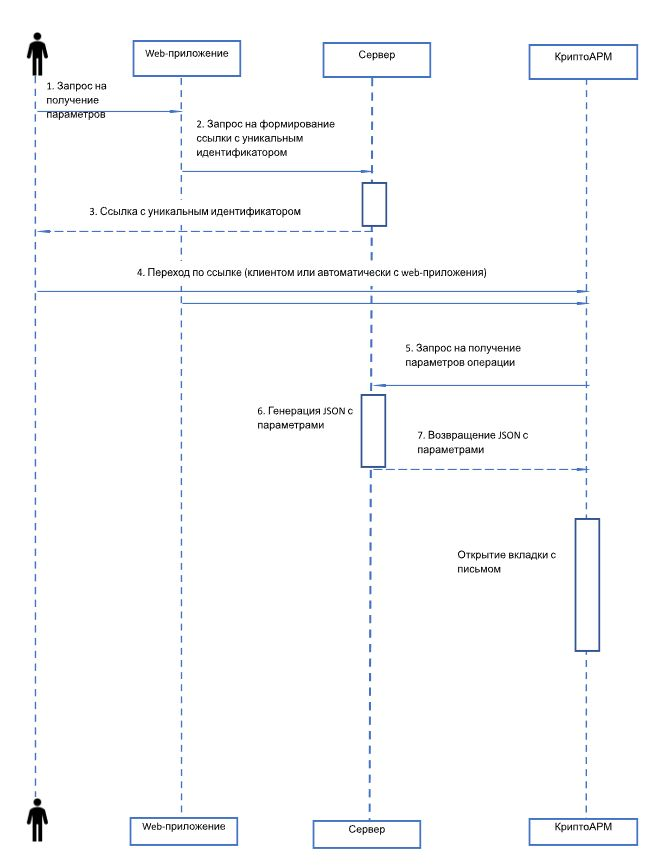 Web-приложение
Сервер
КриптоАРМ
1. Запрос на
получение
параметров
2. Запрос на формирование
ссылки с уникальным
идентификатором
3. Ссылка с уникальным идентификатором
4. Переход по ссылке (клиентом или автоматически с web-приложения)
5. Запрос на получение
параметров операции
6. Генерация JSON с
параметрами
7. Возвращение JSON с
параметрами
Открытие вкладки с
письмом
Web-приложение
Сервер
КриптоАРМ